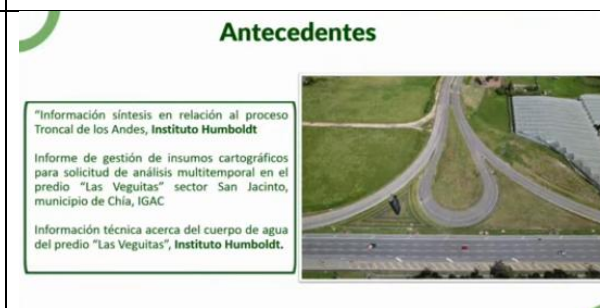 Antecedentes
"Información síntesis en relación al proceso
Troncal de los Andes, Instituto Humboldt
Informe de gestión de insumos cartográficos
para solicitud de análisis multitemporal en el
predio "Las Veguitas" sector San Jacinto,
municipio de Chía, IGAC
Información técnica acerca del cuerpo de agua
del predio "Las Veguitas", Instituto Humboldt.